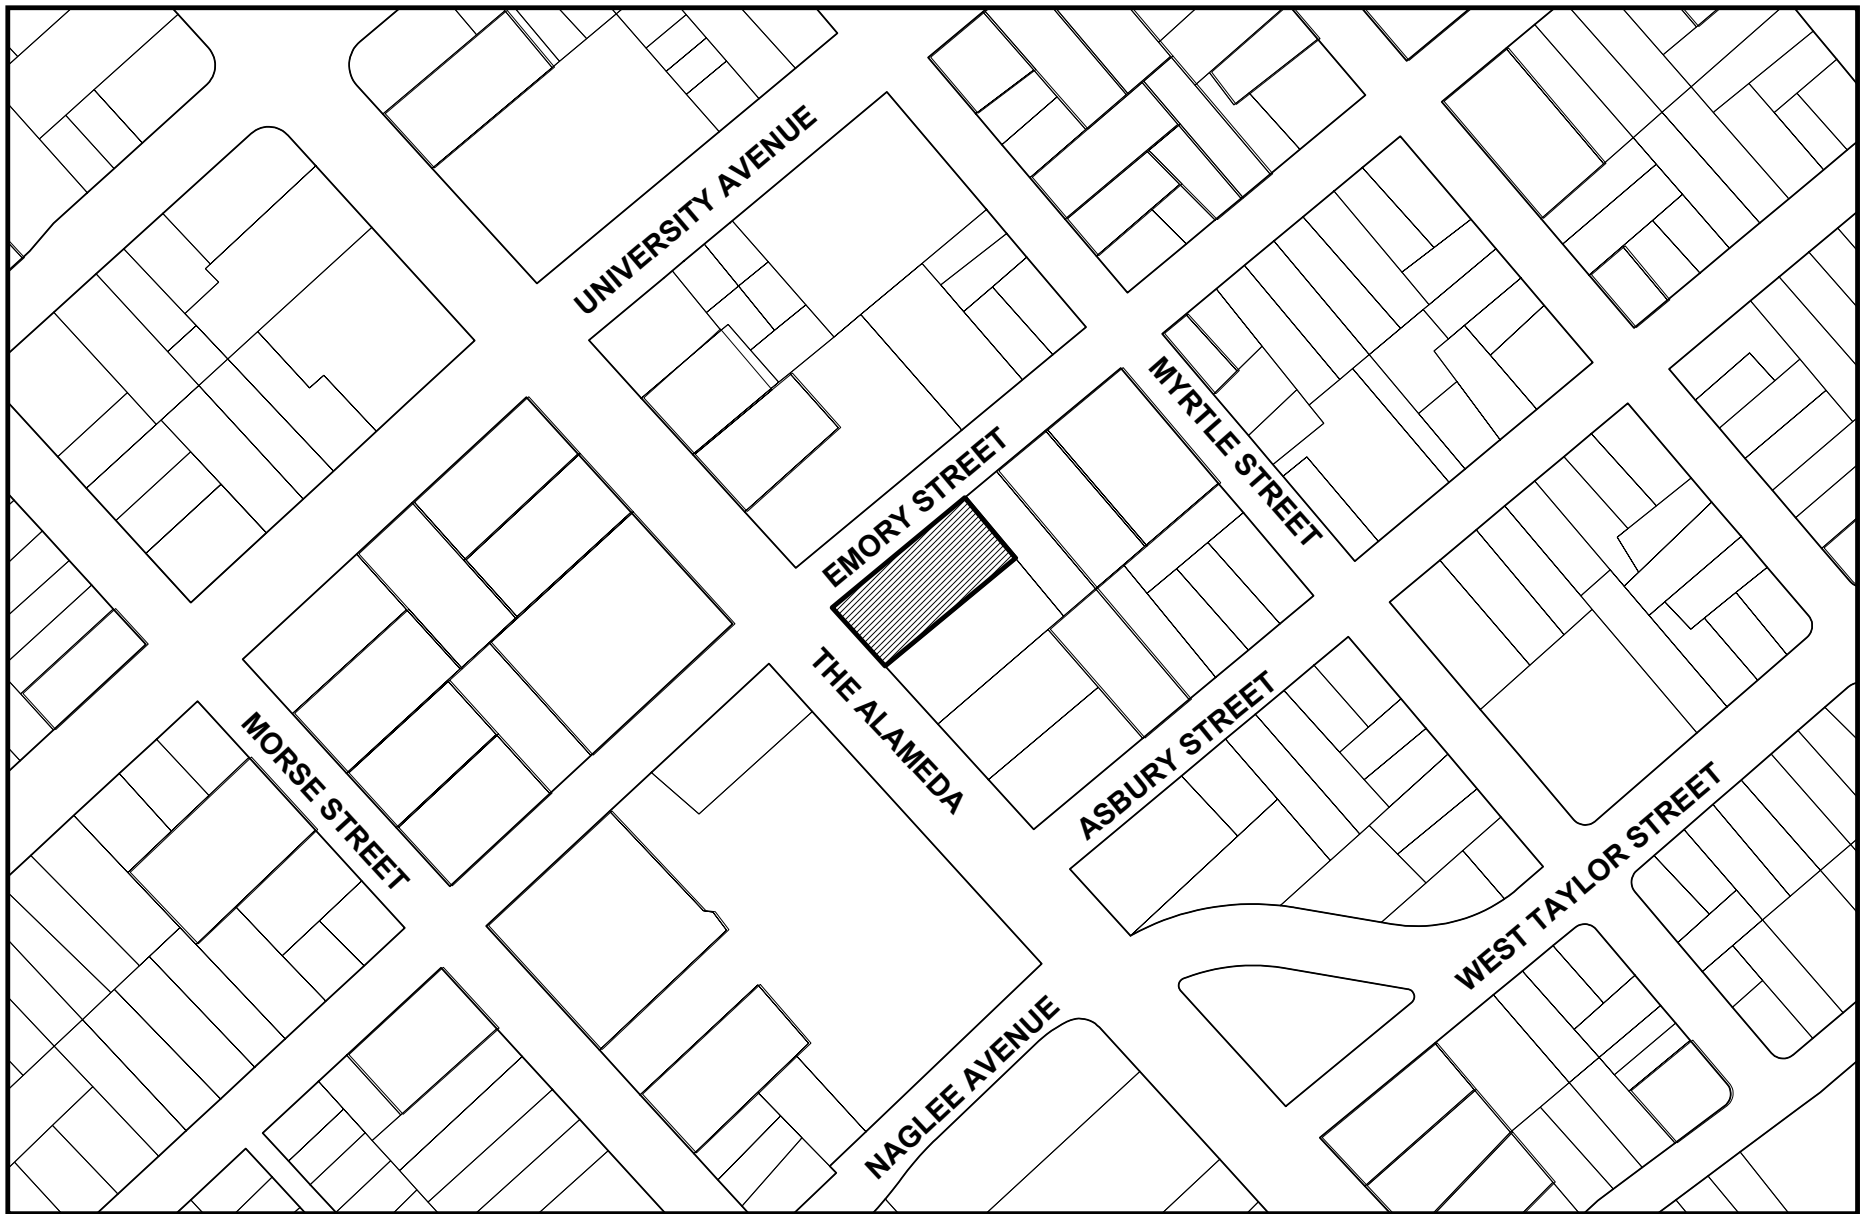 UNIVERSITY AVENUE
EMORY STREET
MYRTLE STREET
THE ALAMEDA
MORSE STREET
ASBURY STREET
WEST TAYLOR STREET
NAGLEE AVENUE